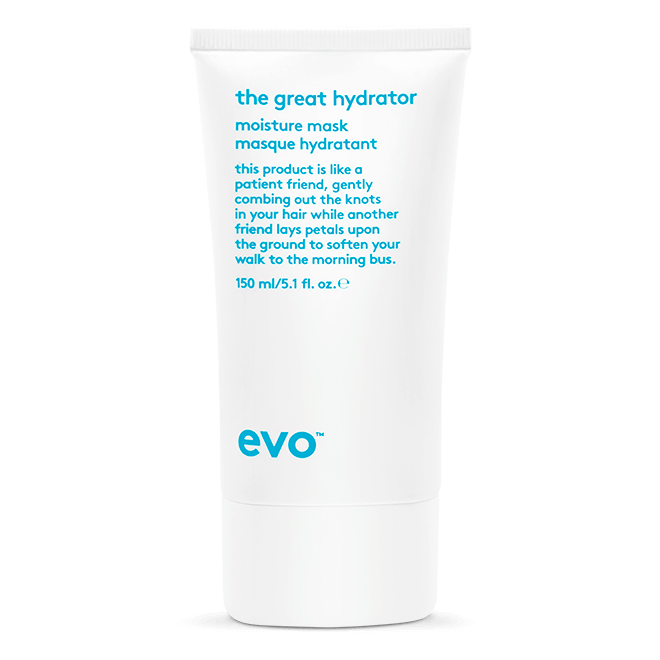 the great hydrator
moisture mask
masque hydratant
this product is like a
patient friend, gently
combing out the knots
in your hair while another
friend lays petals upon
the ground to soften your
walk to the morning bus.
150 ml/5.1 fl. oz.℮
evo™